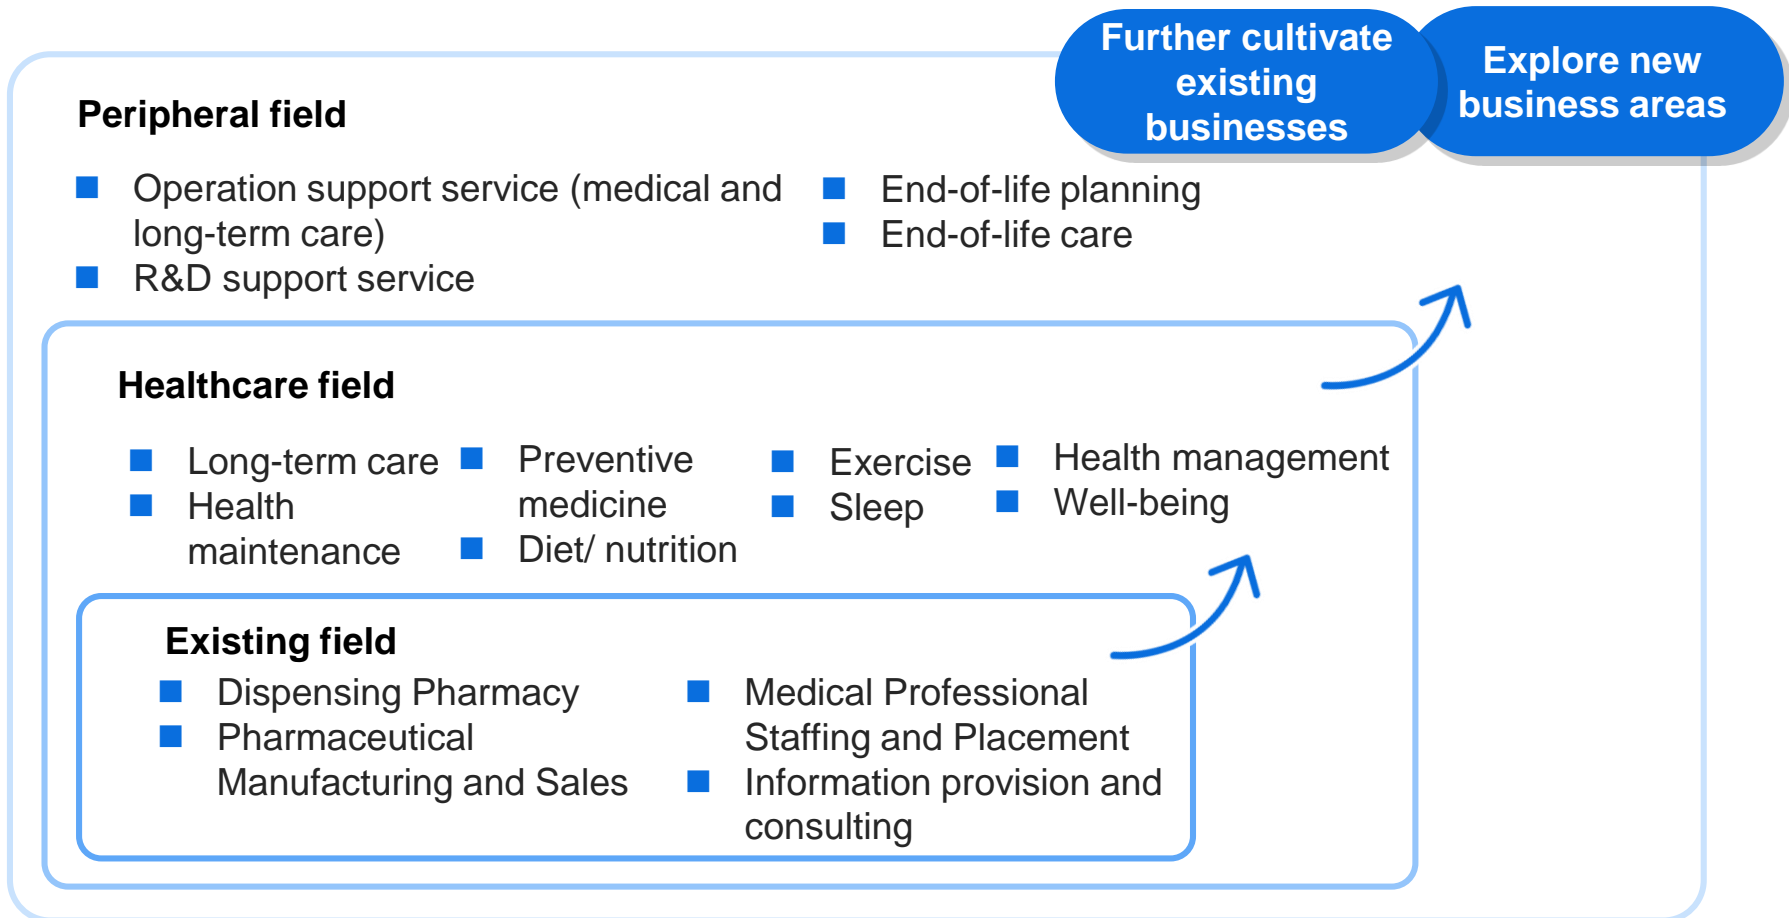 Further cultivate
existing
businesses
Explore new
business areas
Peripheral field
Operation support service (medical and
long-term care)
R&D support service
End-of-life planning
End-of-life care
Healthcare field
Long-term care
Health
maintenance
Preventive
medicine
Diet/ nutrition
Exercise
Sleep
Health management
Well-being
Existing field
Dispensing Pharmacy
Pharmaceutical
Manufacturing and Sales
Medical Professional
Staffing and Placement
Information provision and
consulting